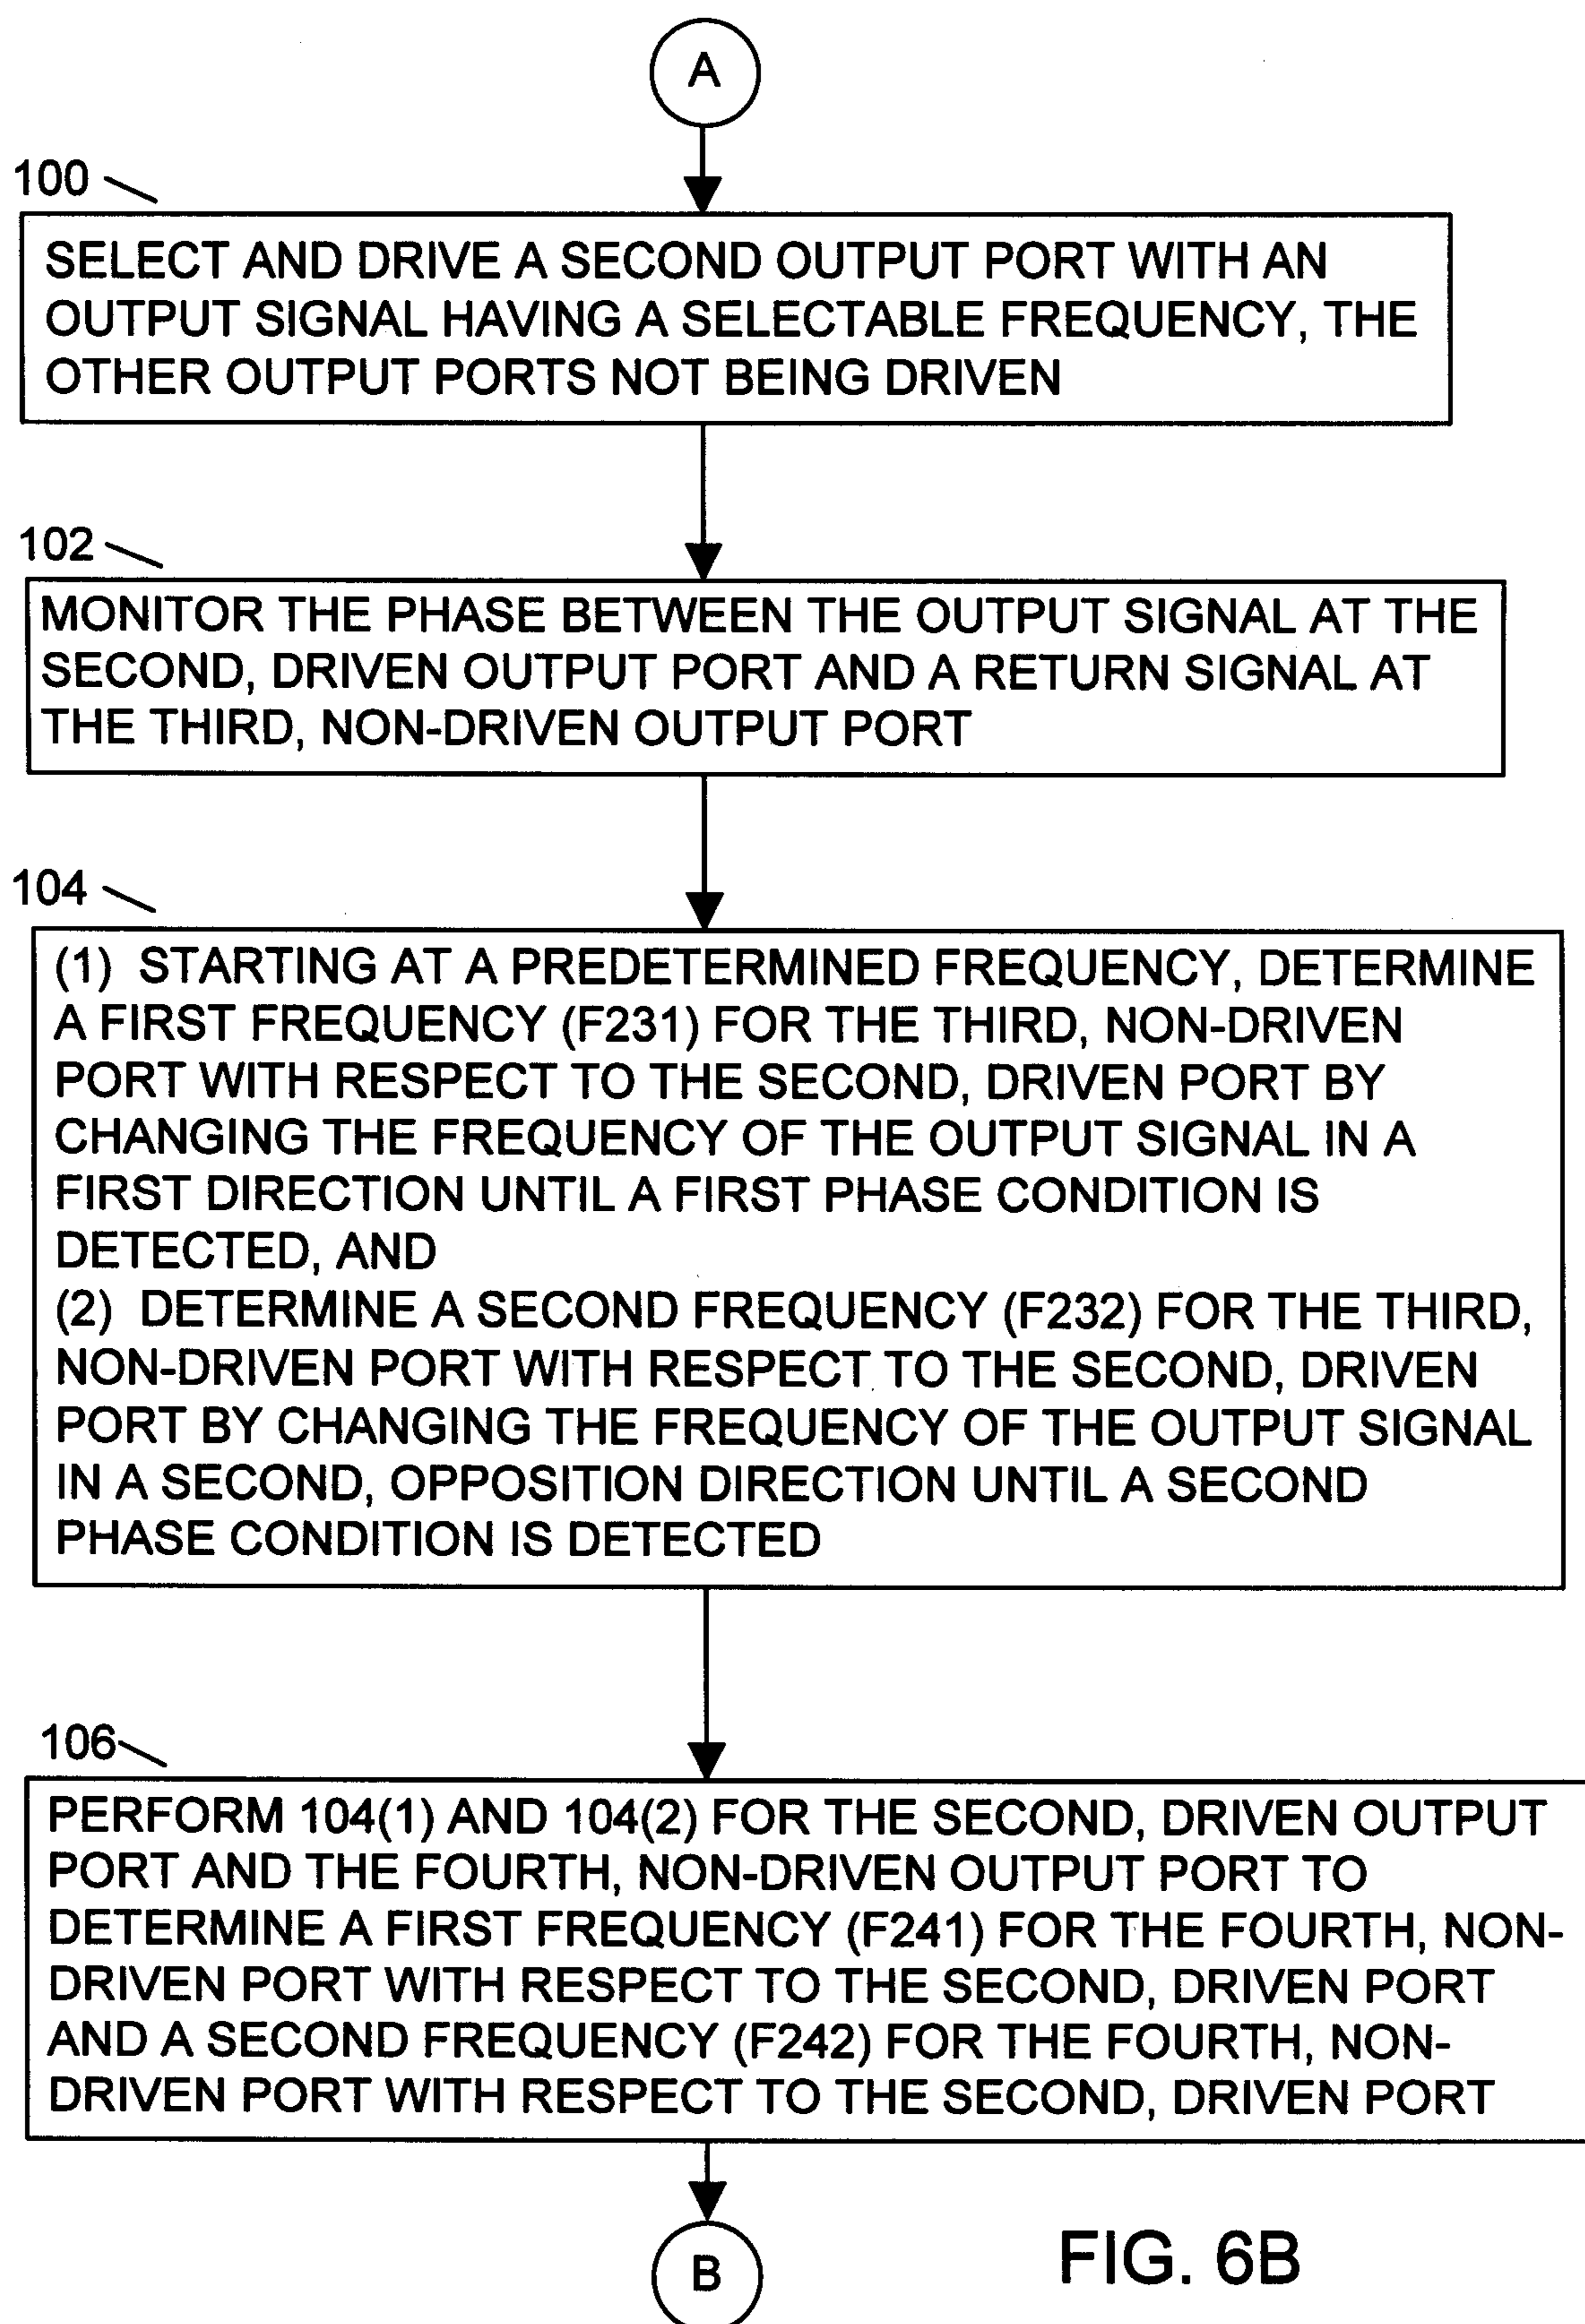 A
100
SELECT AND DRIVE A SECOND OUTPUT PORT WITH AN
OUTPUT SIGNAL HAVING A SELECTABLE FREQUENCY, THE
OTHER OUTPUT PORTS NOT BEING DRIVEN
102
MONITOR THE PHASE BETWEEN THE OUTPUT SIGNAL AT THE
SECOND, DRIVEN OUTPUT PORT AND A RETURN SIGNAL AT
THE THIRD, NON-DRIVEN OUTPUT PORT
104
(1) STARTING AT A PREDETERMINED FREQUENCY, DETERMINE
A FIRST FREQUENCY (F231) FOR THE THIRD, NON-DRIVEN
PORT WITH RESPECT TO THE SECOND, DRIVEN PORT BY
CHANGING THE FREQUENCY OF THE OUTPUT SIGNAL IN A
FIRST DIRECTION UNTIL A FIRST PHASE CONDITION IS
DETECTED, AND
(2) DETERMINE A SECOND FREQUENCY (F232) FOR THE THIRD,
NON-DRIVEN PORT WITH RESPECT TO THE SECOND, DRIVEN
PORT BY CHANGING THE FREQUENCY OF THE OUTPUT SIGNAL
IN A SECOND, OPPOSITION DIRECTION UNTIL A SECOND
PHASE CONDITION IS DETECTED
106
PERFORM 104(1) AND 104(2) FOR THE SECOND, DRIVEN OUTPUT
PORT AND THE FOURTH, NON-DRIVEN OUTPUT PORT TO
DETERMINE A FIRST FREQUENCY (F241) FOR THE FOURTH, NON-
DRIVEN PORT WITH RESPECT TO THE SECOND, DRIVEN PORT
AND A SECOND FREQUENCY (F242) FOR THE FOURTH, NON-
DRIVEN PORT WITH RESPECT TO THE SECOND, DRIVEN PORT
B
FIG. 6B